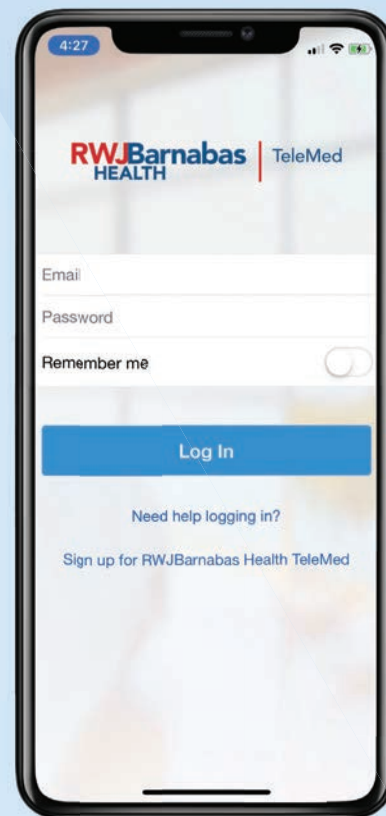 4:27
RWJBarnabas
HEALTH
TeleMed
Email
Password
Remember me
Log In
Need help logging in?
Sign up for RWJBarnabas Health TeleMed